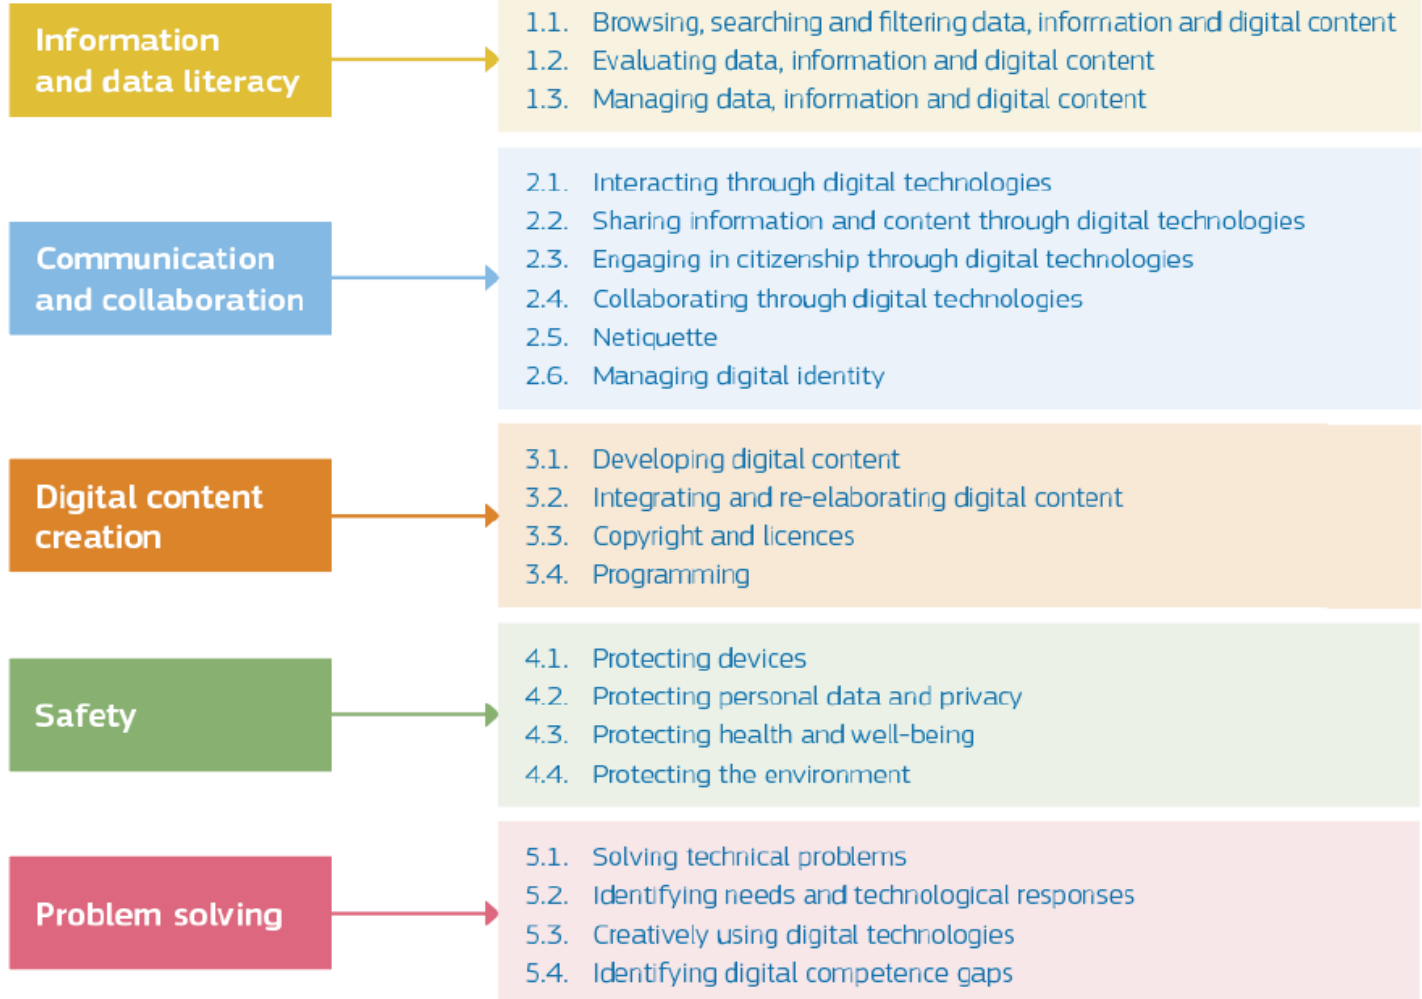 Information
and data literacy
1.1. Browsing, searching and filtering data, information and digital content
1.2. Evaluating data, information and digital content
1.3. Managing data, information and digital content
Communication
and collaboration
2.1. Interacting through digital technologies
2.2. Sharing information and content through digital technologies
2.3. Engaging in citizenship through digital technologies
2.4. Collaborating through digital technologies
2.5. Netiquette
2.6. Managing digital identity
Digital content
creation
3.1. Developing digital content
3.2. Integrating and re-elaborating digital content
3.3. Copyright and licences
3.4. Programming
Safety
4.1. Protecting devices
4.2. Protecting personal data and privacy
4.3. Protecting health and well-being
4.4. Protecting the environment
Problem solving
5.1. Solving technical problems
5.2. Identifying needs and technological responses
5.3. Creatively using digital technologies
5.4. Identifying digital competence gaps